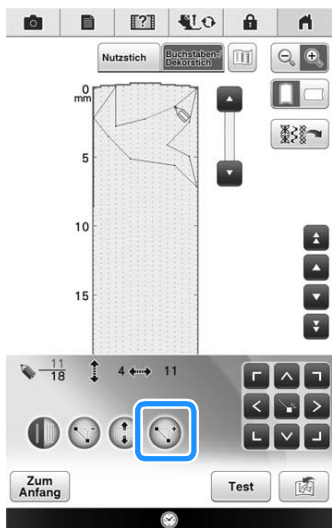 Nutzstich
Buchstaben-
Dekorstich
0
mm
5
10
15
11
18
4
11
Zum
Anfang
Test